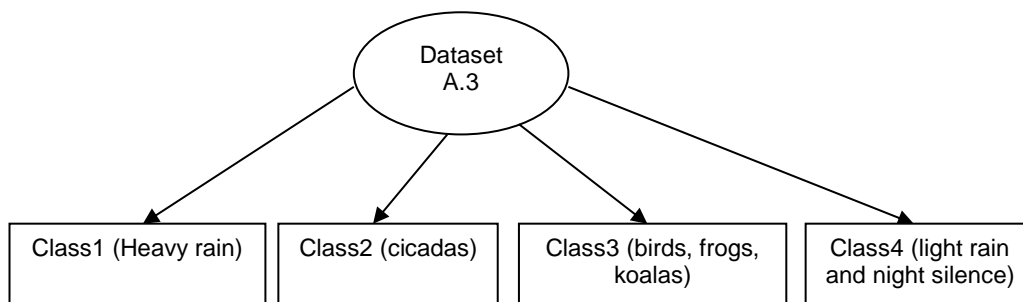 Dataset
A.3
Class1 (Heavy rain)
Class2 (cicadas)
Class3 (birds, frogs,
koalas)
Class4 (light rain
and night silence)